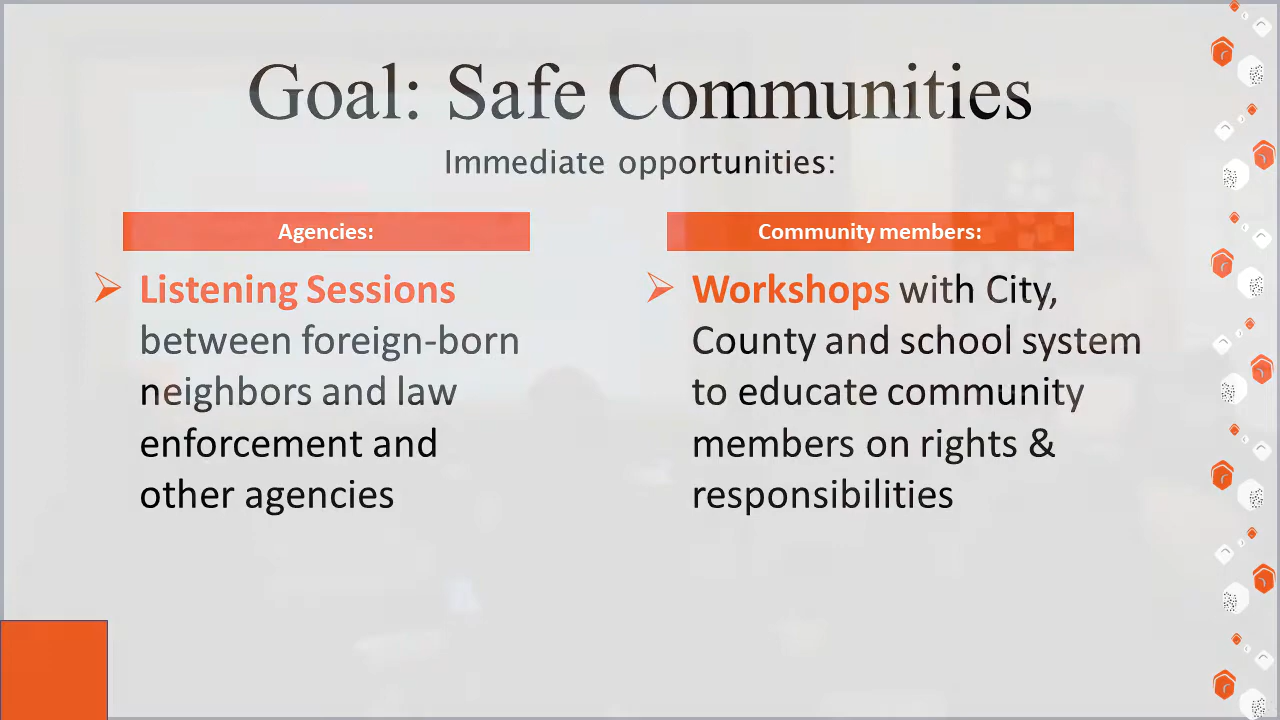 Goal: Safe Communities
Immediate opportunities:
Agencies:
Listening Sessions
between foreign-born
neighbors and law
enforcement and
other agencies
Community members:
Workshops with City,
County and school system
to educate community
members on rights &
responsibilities